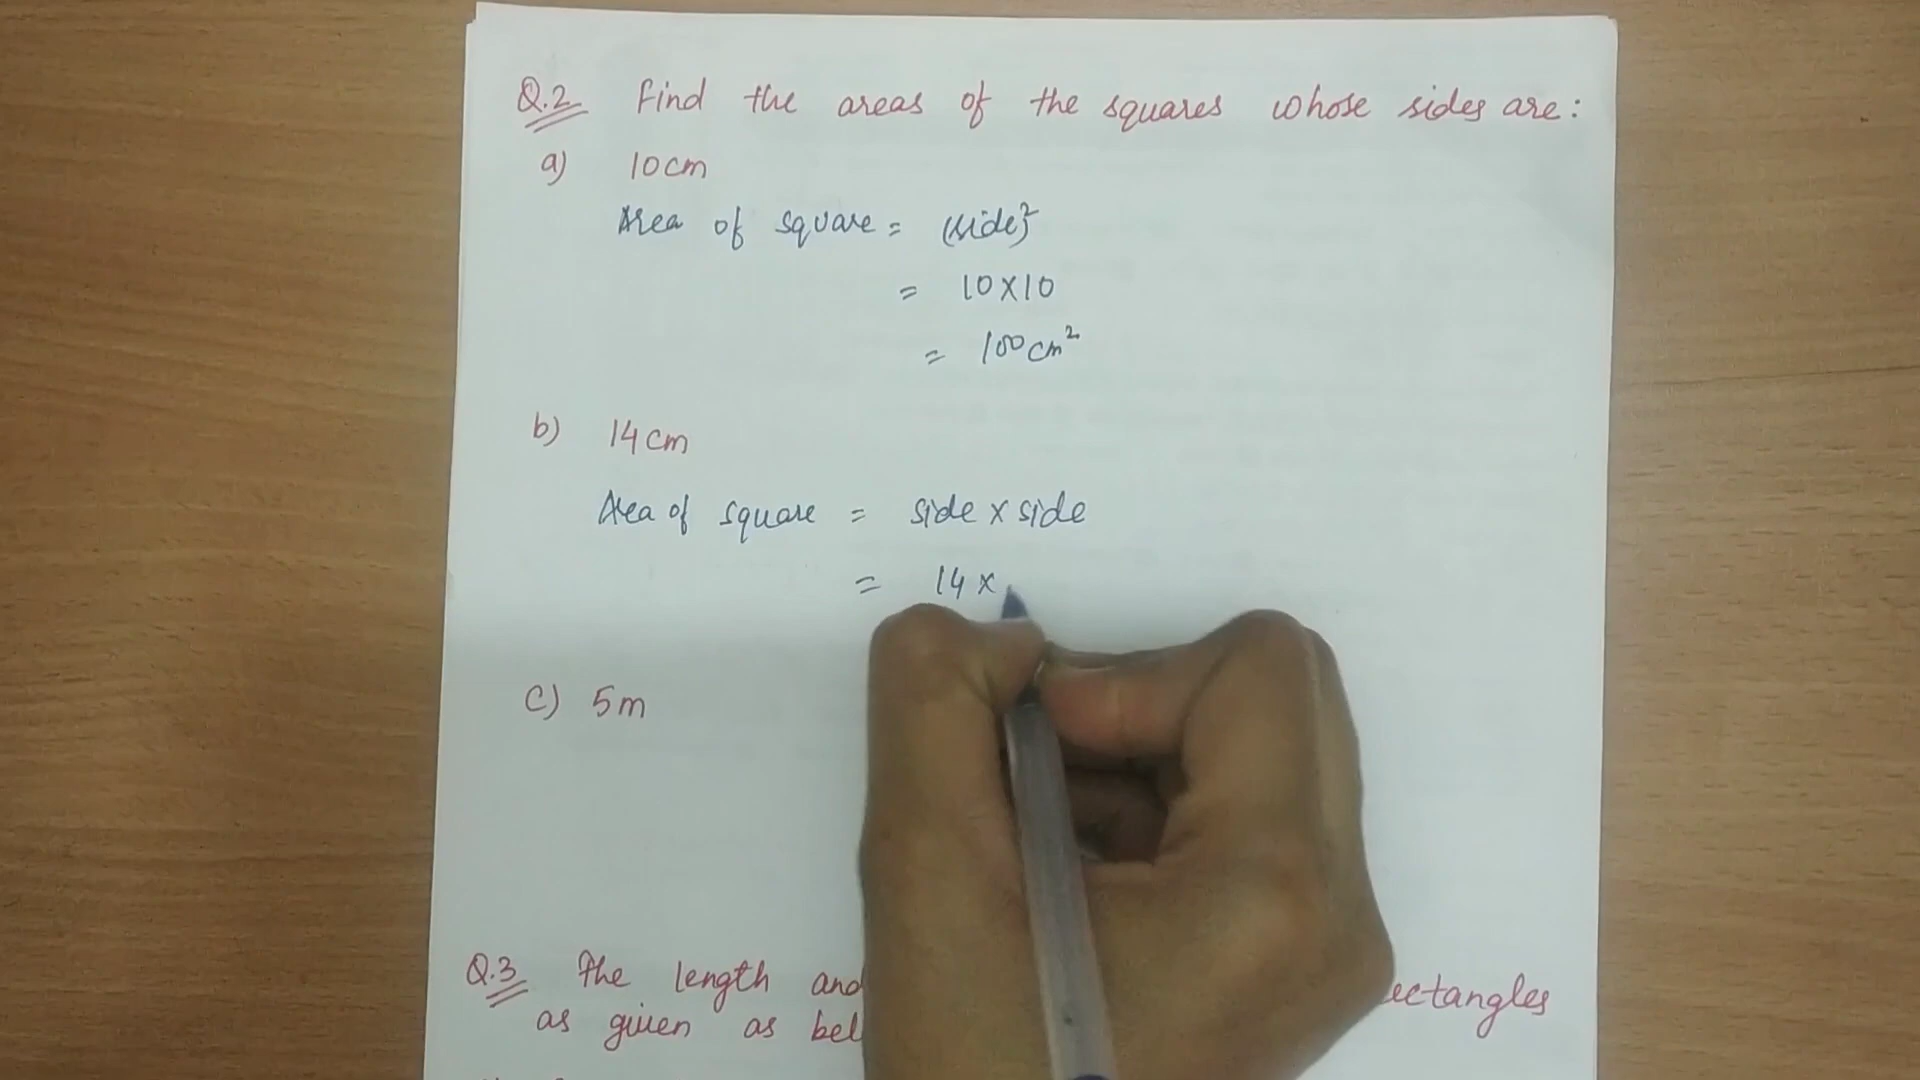 Q.2 Find the areas of the squares whose sides are:
a) 10cm
Area of square = (side)²
= 10×10
= 100cm²
b) 14cm
Area of square = side × side
= 14 ×
c) 5m
Q.3 The length and ectangles
as given as bel